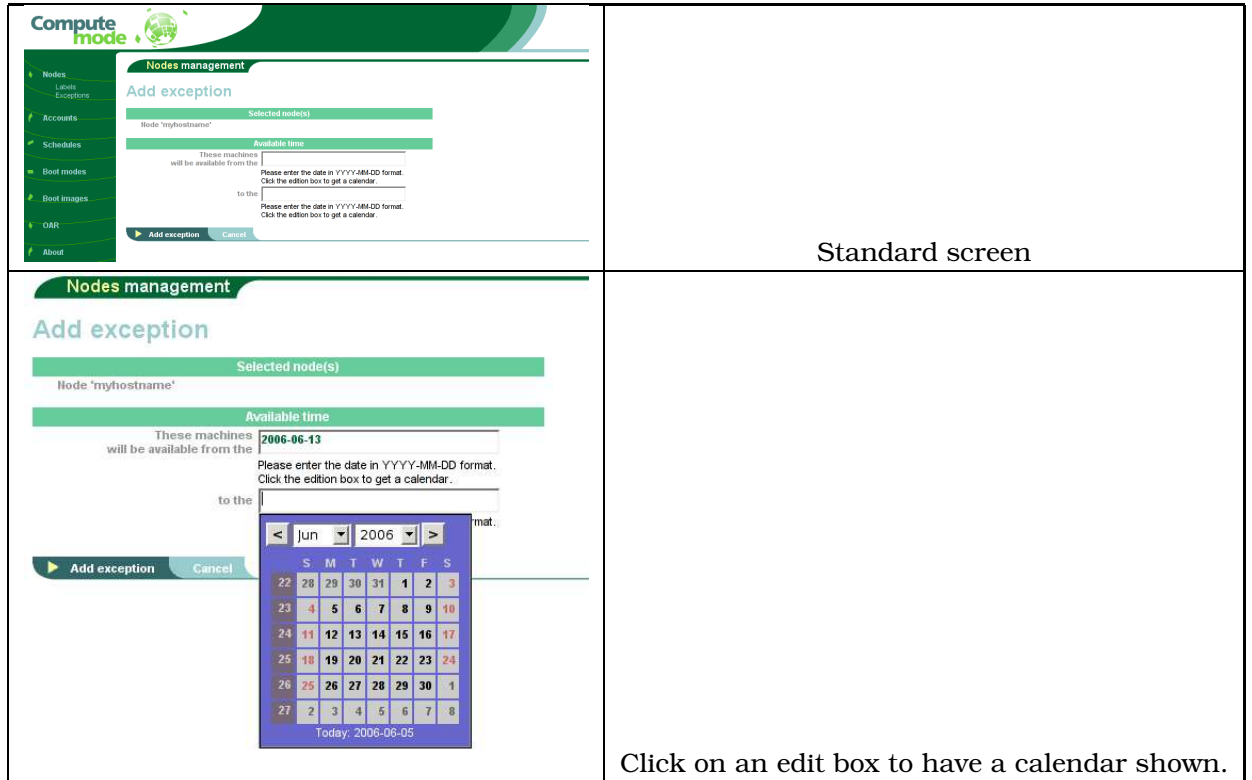 Compute
mode
Nodes
Labels
Exceptions
Accounts
Schedules
Boot modes
Boot images
OAR
About
Nodes management
Add exception
Selected node(s)
Node 'myhostname'
Available time
These machines
will be available from the
Please enter the date in YYYY-MM-DD format.
Click the edition box to get a calendar.
to the
Please enter the date in YYYY-MM-DD format.
Click the edition box to get a calendar.
Add exception Cancel
Standard screen
Nodes management
Add exception
Selected node(s)
Node 'myhostname'
Available time
These machines
will be available from the
2006-06-13
Please enter the date in YYYY-MM-DD format.
Click the edition box to get a calendar.
to the
rmat.
< Jun 2006 >
S M T W T F S
22 28 29 30 31 1 2 3
23 4 5 6 7 8 9 10
24 11 12 13 14 15 16 17
25 18 19 20 21 22 23 24
26 25 26 27 28 29 30 1
27 2 3 4 5 6 7 8
Today: 2006-06-05
Add exception Cancel
Click on an edit box to have a calendar shown.